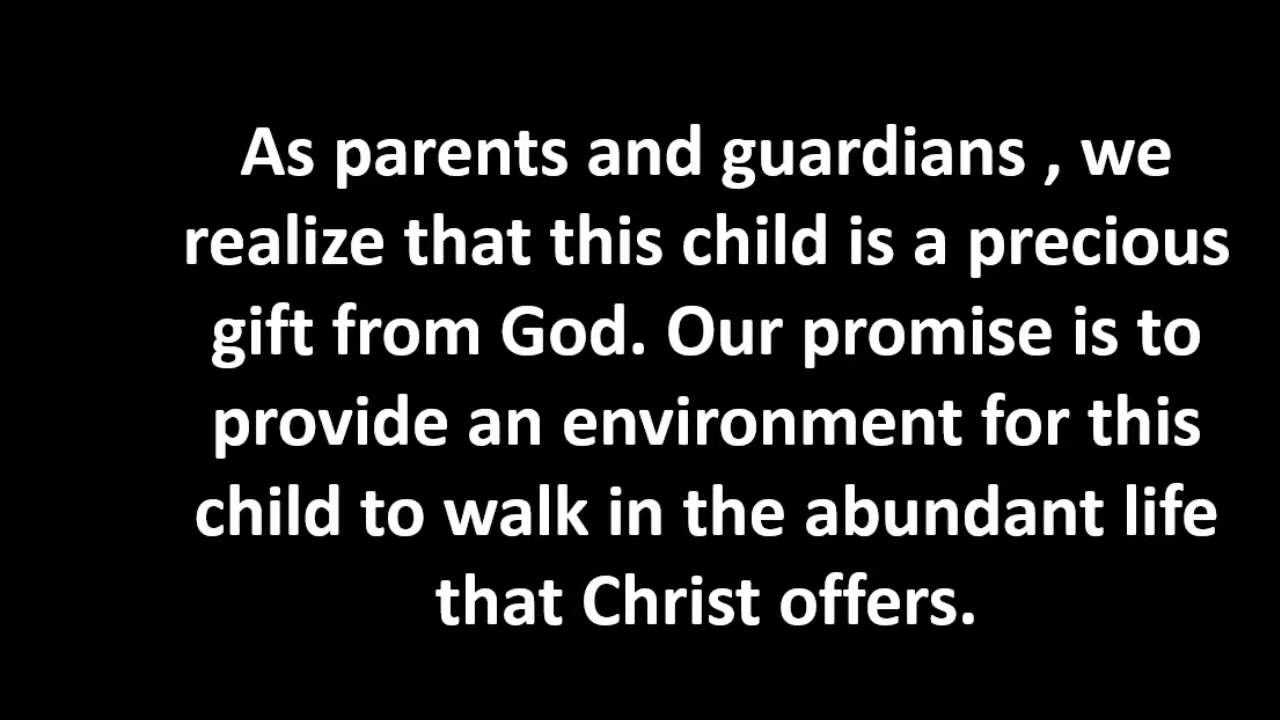 As parents and guardians , we
realize that this child is a precious
gift from God. Our promise is to
provide an environment for this
child to walk in the abundant life
that Christ offers.